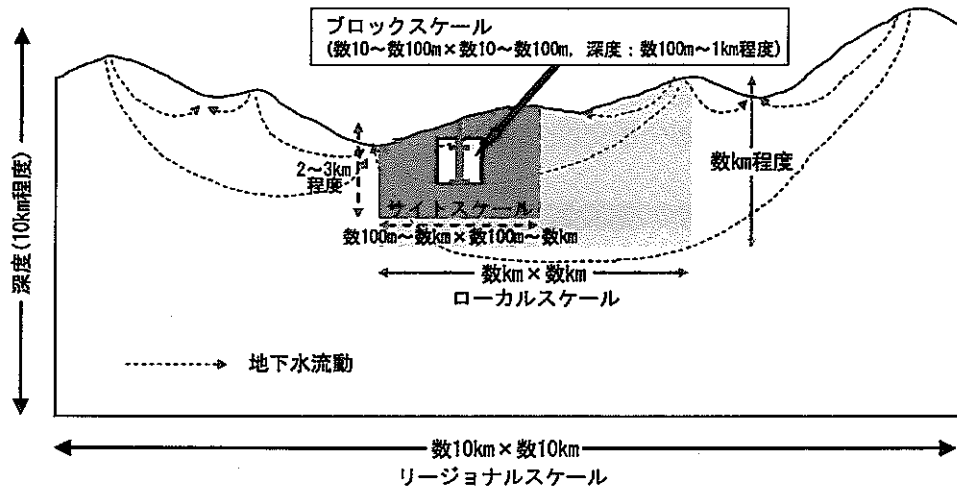 ブロックスケール
(数10~数100m×数10~数100m, 深度:数100m~1km程度)
深度(10km程度)
2~3km
程度
数km程度
サイトスケール
数100m~数km×数100m~数km
数km×数km
ローカルスケール
地下水流動
数10km×数10km
リージョナルスケール